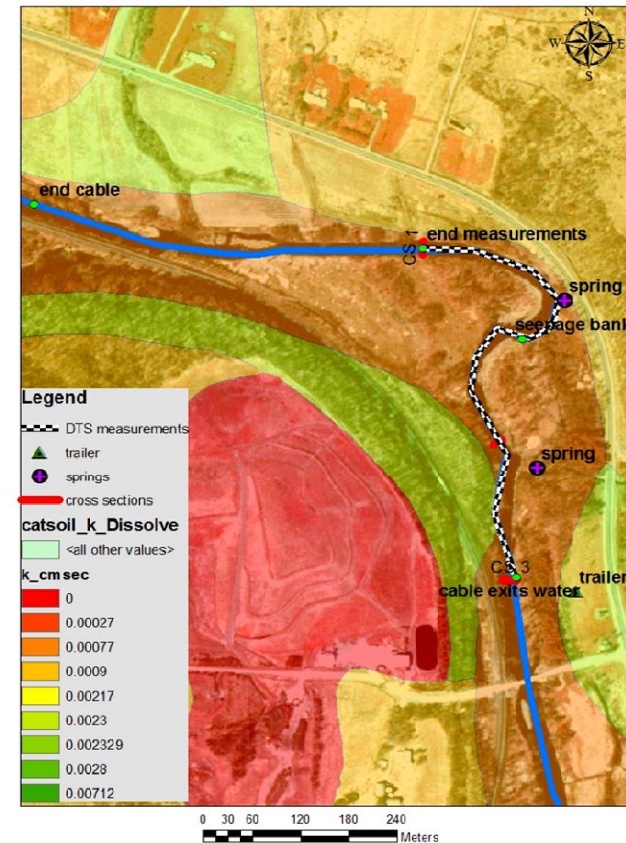 N
W E
S
end cable
CS 1
end measurements
spring
seepage bank
spring
CS 3
trailer
cable exits water
Legend
DTS measurements
trailer
springs
cross sections
catsoil_k_Dissolve
<all other values>
k_cmsec
0
0.00027
0.00077
0.0009
0.00217
0.0023
0.002329
0.0028
0.00712
0 30 60 120 180 240
Meters